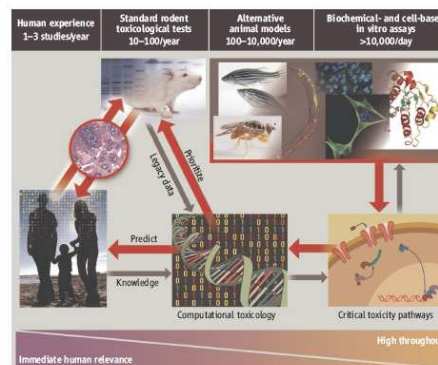 Human experience
1–3 studies/year
Standard rodent
toxicological tests
10–100/year
Alternative
animal models
100–10,000/year
Biochemical- and cell-based
in vitro assays
>10,000/day
Legacy data
Prioritize
Predict
Knowledge
Computational toxicology
Critical toxicity pathways
High throughput
Immediate human relevance